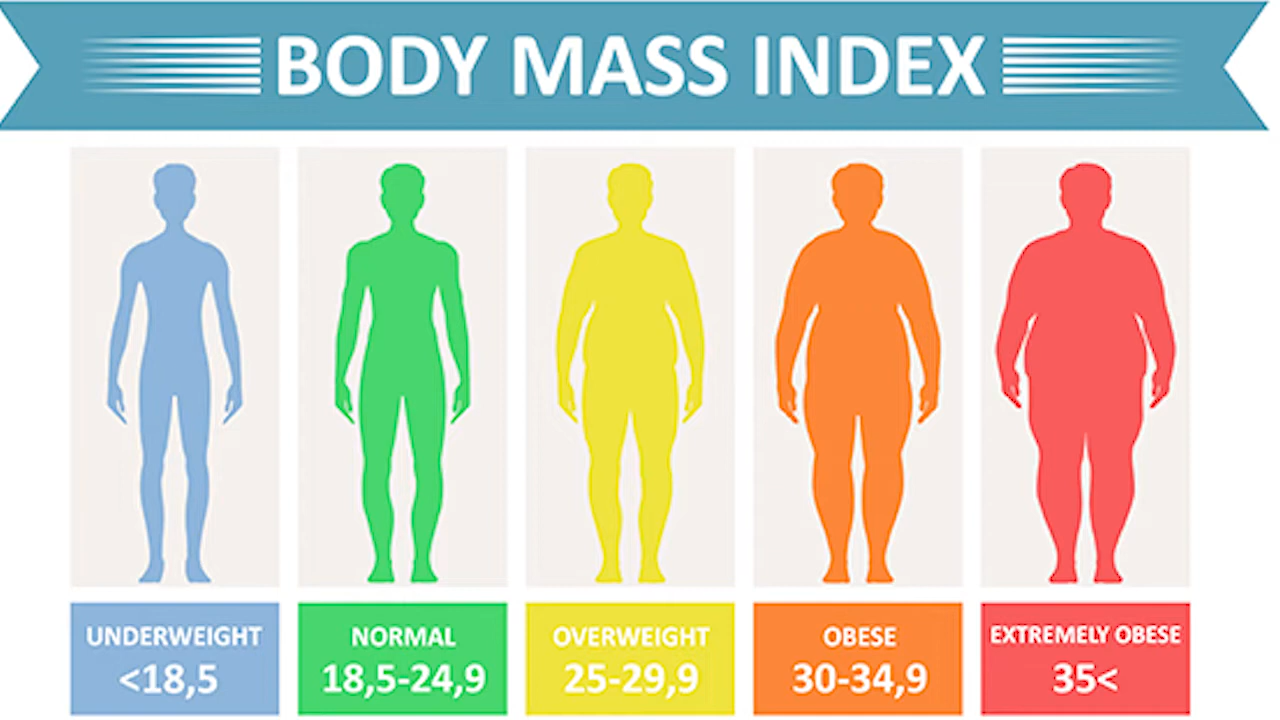 BODY MASS INDEX
UNDERWEIGHT
<18,5
NORMAL
18,5-24,9
OVERWEIGHT
25-29,9
OBESE
30-34,9
EXTREMELY OBESE
35<